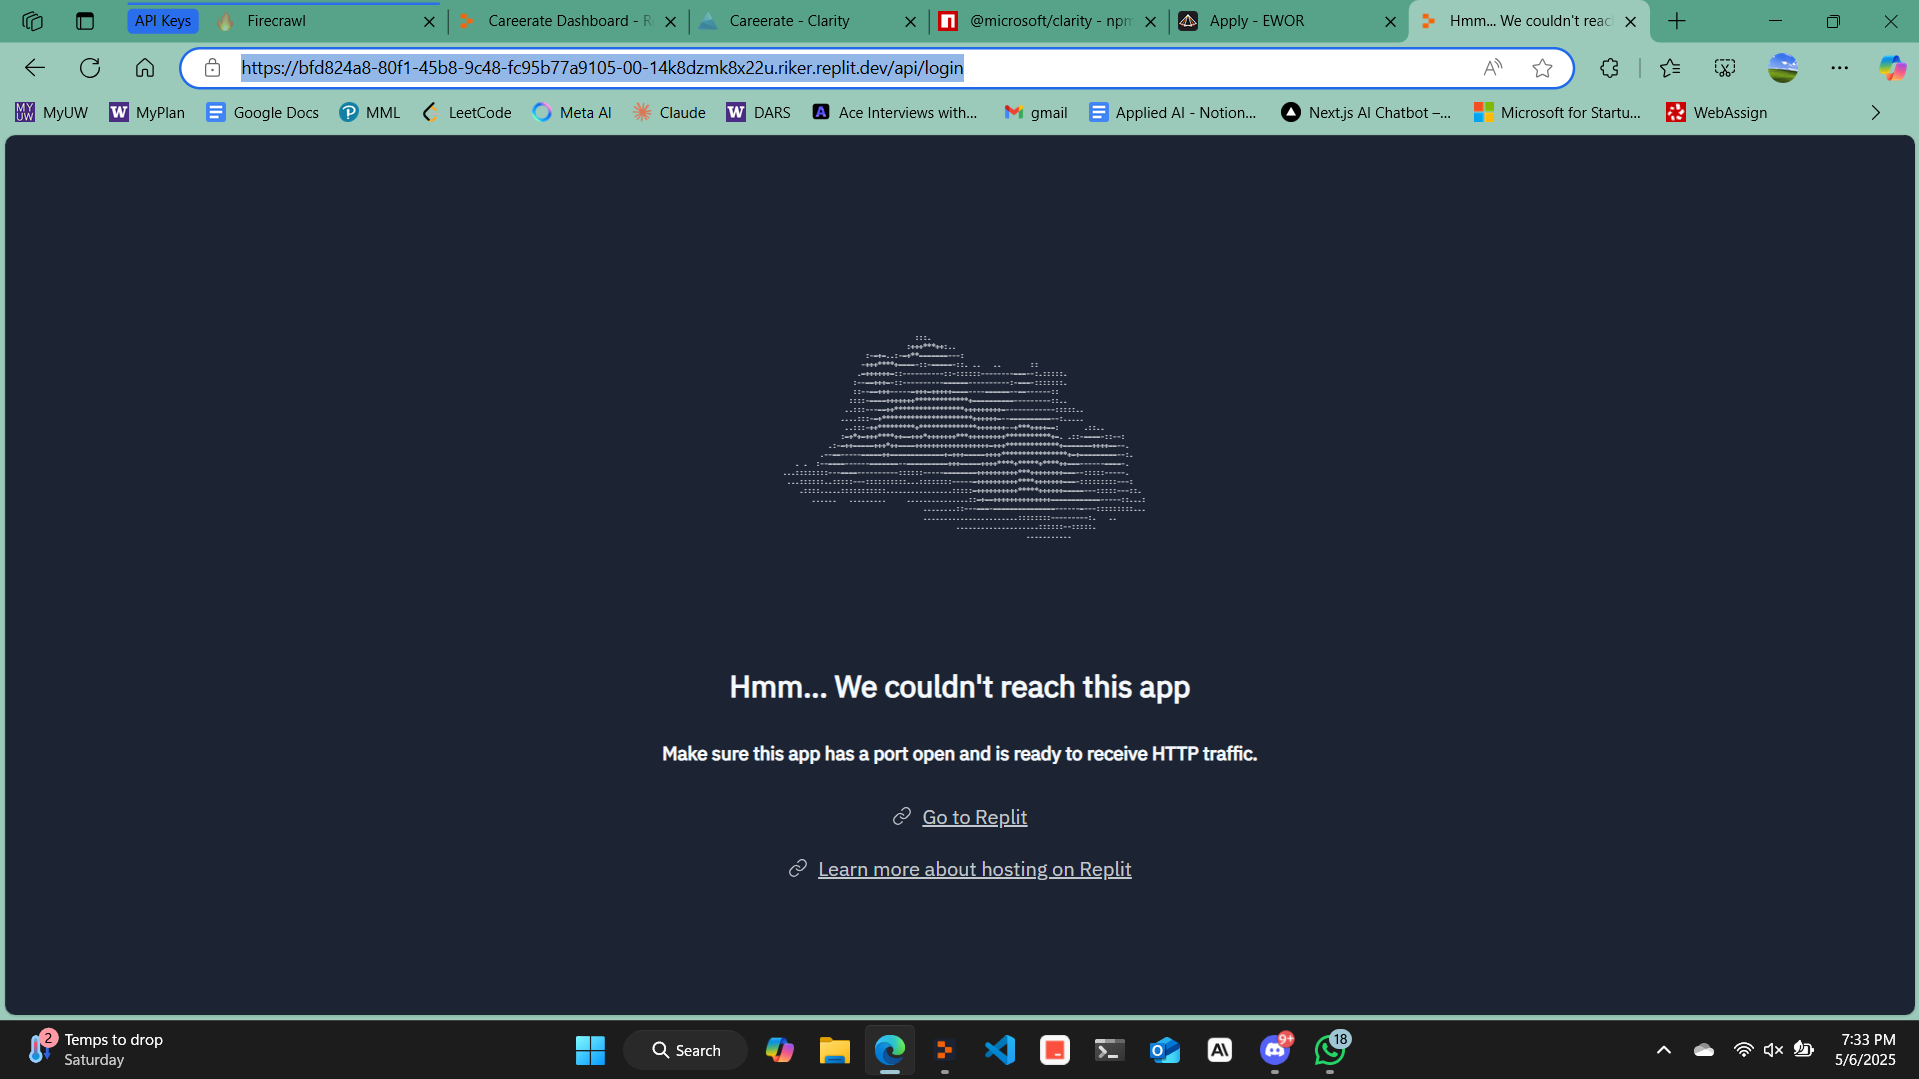 API Keys
Firecrawl
Careerate Dashboard - R
Careerate - Clarity
@microsoft/clarity - npm
Apply - EWOR
Hmm... We couldn't reac
https://bfd824a8-80f1-45b8-9c48-fc95b77a9105-00-14k8dzmk8x22u.riker.replit.dev/api/login
MyUW
MyPlan
Google Docs
MML
LeetCode
Meta AI
Claude
DARS
Ace Interviews with...
gmail
Applied AI - Notion...
Next.js AI Chatbot –...
Microsoft for Startu...
WebAssign
Hmm... We couldn't reach this app
Make sure this app has a port open and is ready to receive HTTP traffic.
Go to Replit
Learn more about hosting on Replit
2
Temps to drop
Saturday
Search
9+
18
7:33 PM
5/6/2025